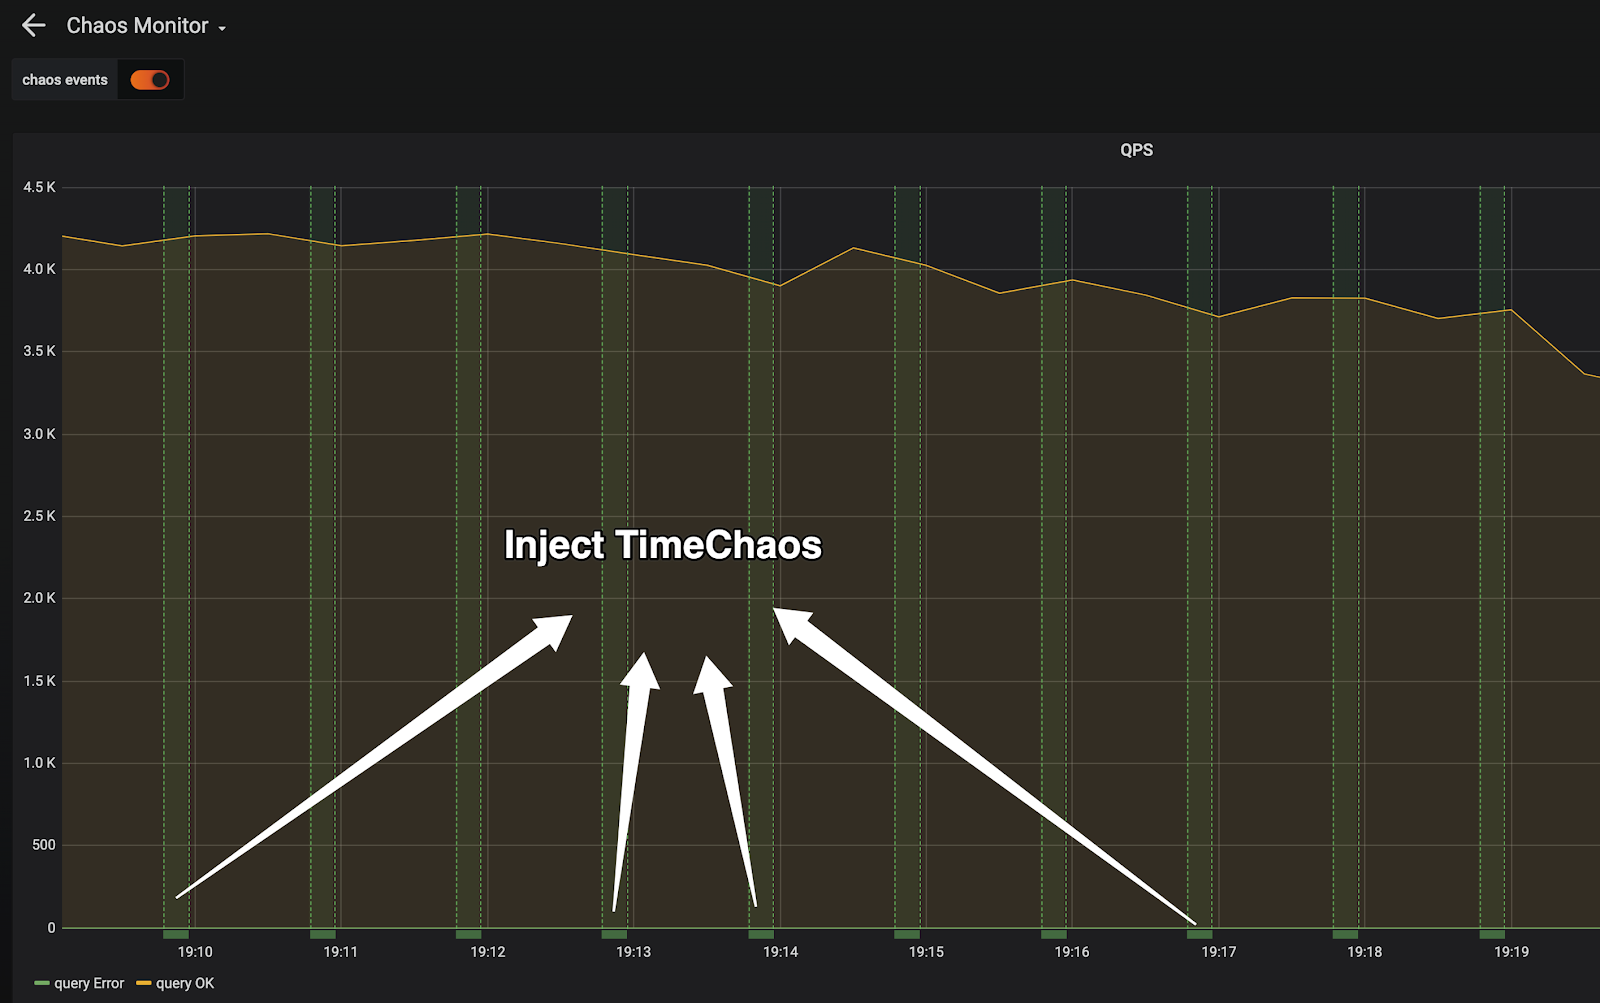 Chaos Monitor
chaos events
QPS
4.5 K
4.0 K
3.5 K
3.0 K
2.5 K
Inject TimeChaos
2.0 K
1.5 K
1.0 K
500
0
19:10 19:11 19:12 19:13 19:14 19:15 19:16 19:17 19:18 19:19
query Error query OK